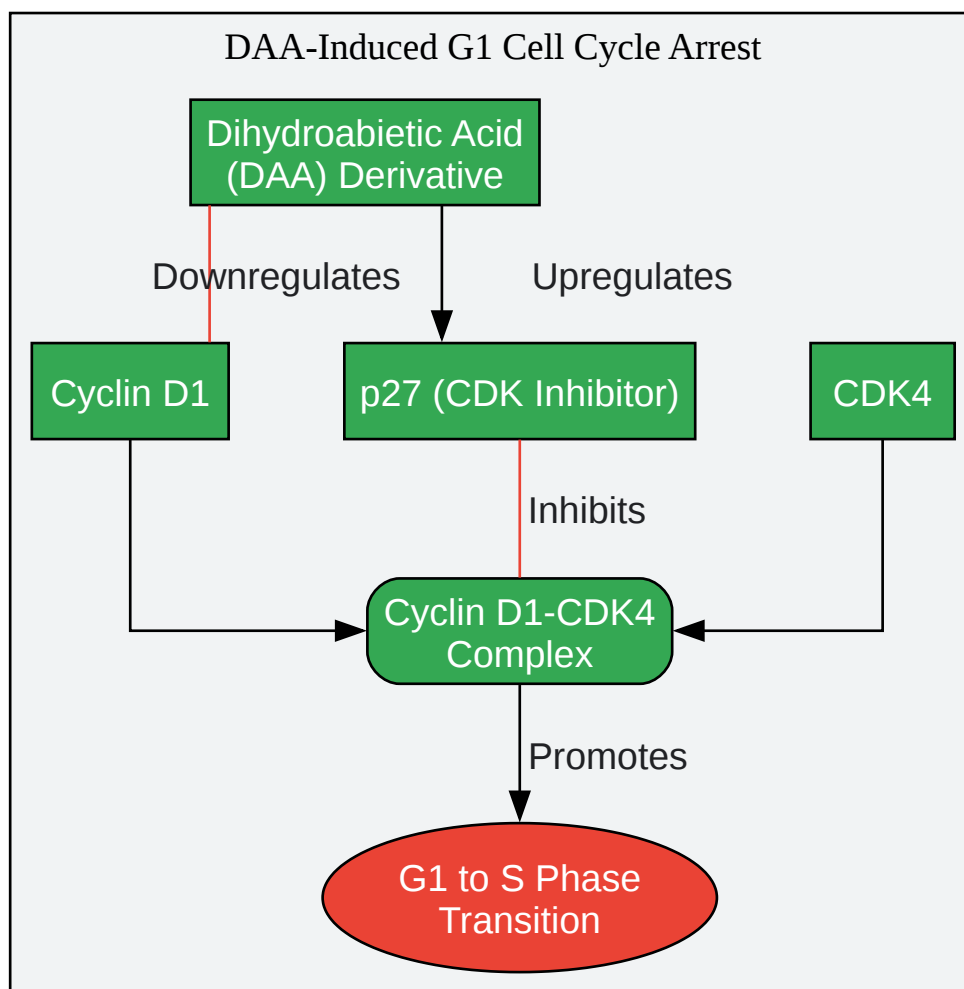 DAA-Induced G1 Cell Cycle Arrest
Dihydroabietic Acid
(DAA) Derivative
Downregulates
Upregulates
Cyclin D1
p27 (CDK Inhibitor)
CDK4
Inhibits
Cyclin D1-CDK4
Complex
Promotes
G1 to S Phase
Transition